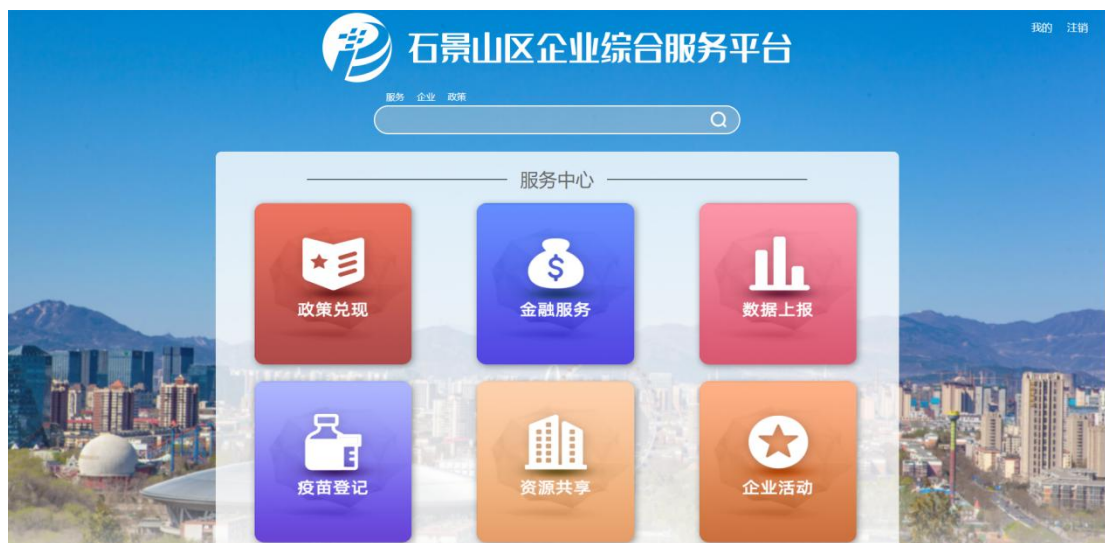 我的 注销
石景山区企业综合服务平台
服务 企业 政策
服务中心
政策兑现 金融服务 数据上报
疫苗登记 资源共享 企业活动